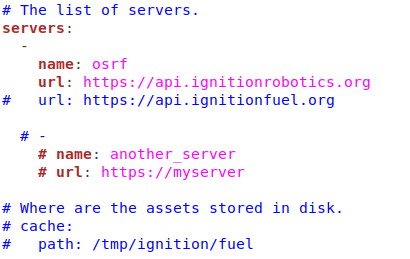 # The list of servers.
servers:
  -
    name: osrf
    url: https://api.ignitionrobotics.org
#   url: https://api.ignitionfuel.org
  # -
    # name: another_server
    # url: https://myserver
# Where are the assets stored in disk.
# cache:
#   path: /tmp/ignition/fuel